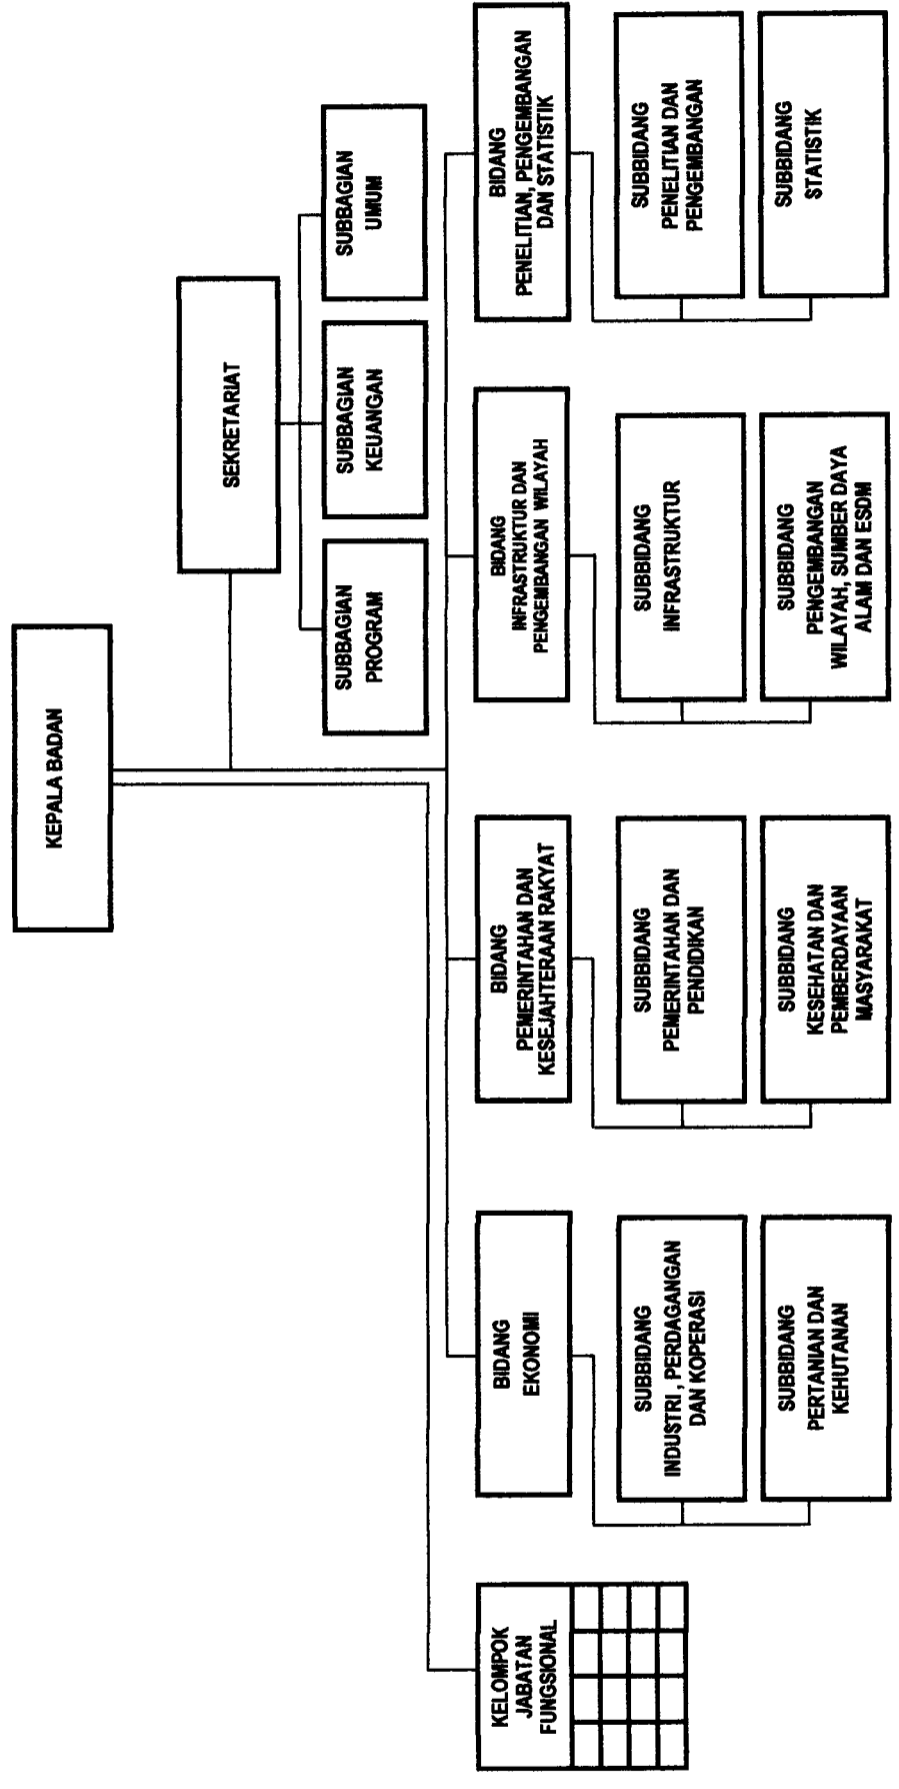 KEPALA BADAN
SEKRETARIAT
SUBBAGIAN
PROGRAM
SUBBAGIAN
KEUANGAN
SUBBAGIAN
UMUM
KELOMPOK
JABATAN
FUNGSIONAL
BIDANG
EKONOMI
BIDANG
PEMERINTAHAN DAN
KESEJAHTERAAN RAKYAT
BIDANG
INFRASTRUKTUR DAN
PENGEMBANGAN WILAYAH
BIDANG
PENELITIAN, PENGEMBANGAN
DAN STATISTIK
SUBBIDANG
INDUSTRI , PERDAGANGAN
DAN KOPERASI
SUBBIDANG
PEMERINTAHAN DAN
PENDIDIKAN
SUBBIDANG
INFRASTRUKTUR
SUBBIDANG
PENELITIAN DAN
PENGEMBANGAN
SUBBIDANG
PERTANIAN DAN
KEHUTANAN
SUBBIDANG
KESEHATAN DAN
PEMBERDAYAAN
MASYARAKAT
SUBBIDANG
PENGEMBANGAN
WILAYAH, SUMBER DAYA
ALAM DAN ESDM
SUBBIDANG
STATISTIK